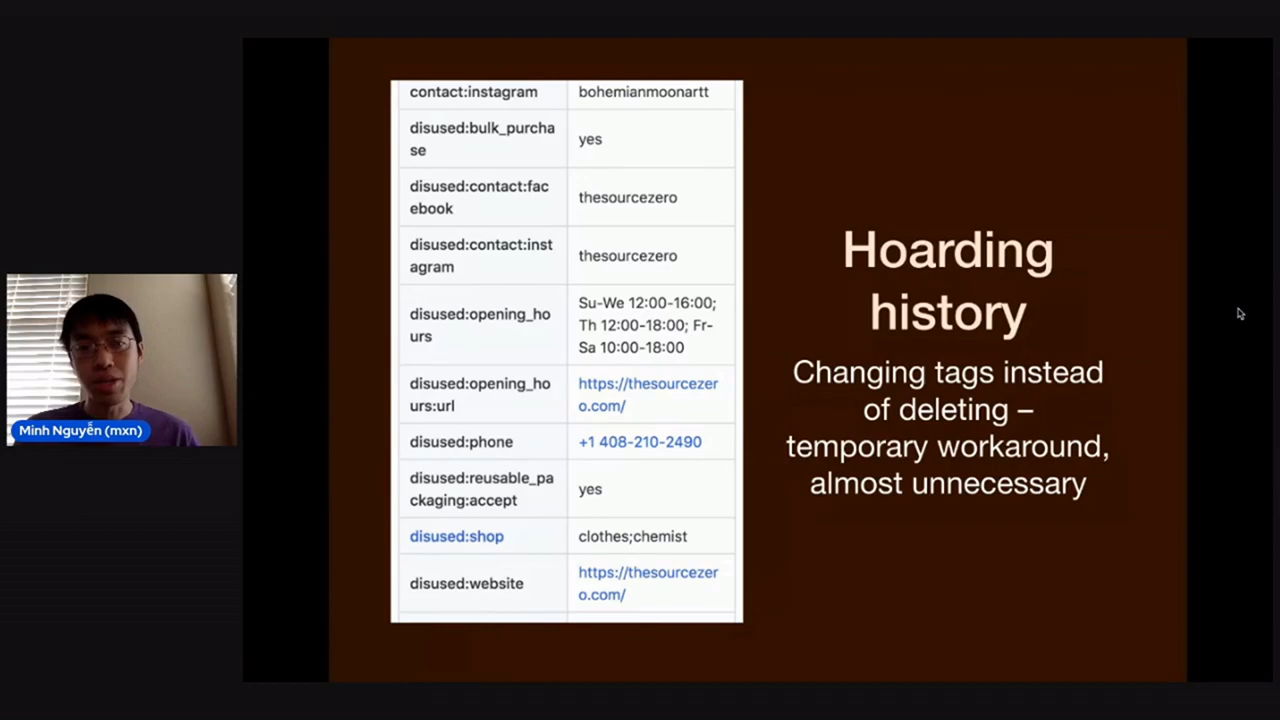 contact:instagram
bohemianmoonartt
disused:bulk_purcha
se
yes
disused:contact:fac
ebook
thesourcezero
disused:contact:inst
agram
thesourcezero
disused:opening_ho
urs
Su-We 12:00-16:00;
Th 12:00-18:00; Fr-
Sa 10:00-18:00
disused:opening_ho
urs:url
https://thesourcezer
o.com/
disused:phone
+1 408-210-2490
disused:reusable_pa
ckaging:accept
yes
disused:shop
clothes;chemist
disused:website
https://thesourcezer
o.com/
Hoarding
history
Changing tags instead
of deleting –
temporary workaround,
almost unnecessary
Minh Nguyễn (mxn)